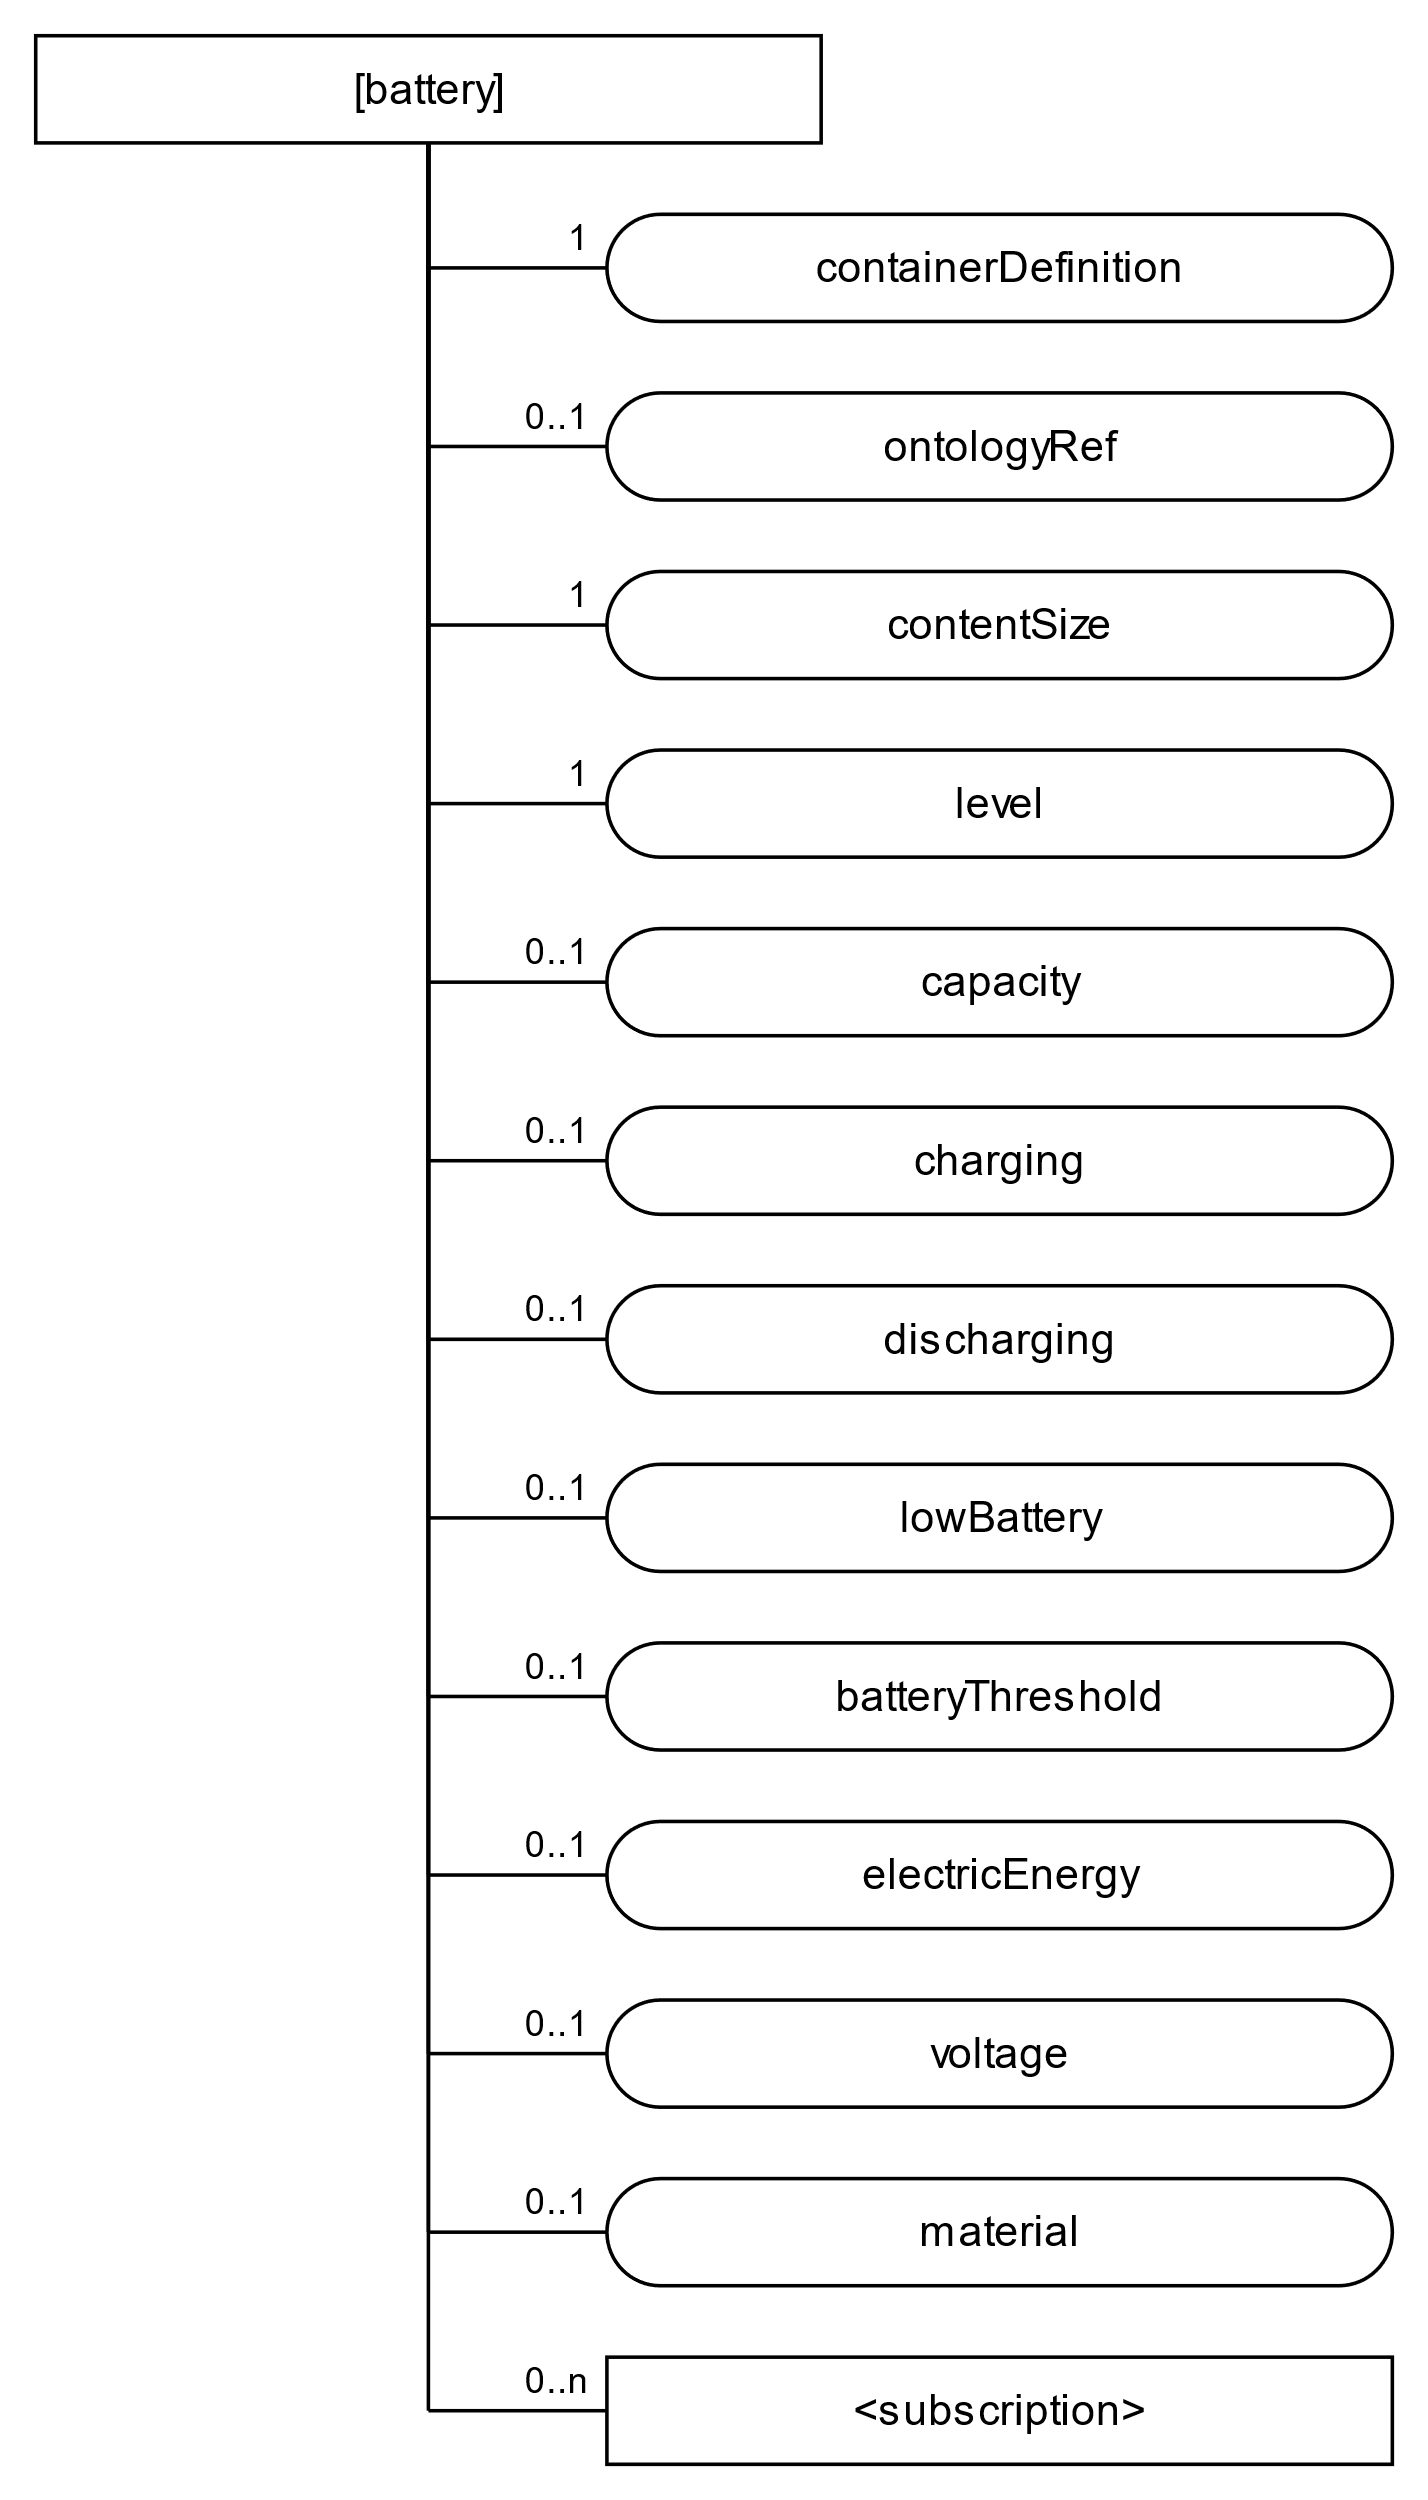 [battery]
1
containerDefinition
0..1
ontologyRef
1
contentSize
1
level
0..1
capacity
0..1
charging
0..1
discharging
0..1
lowBattery
0..1
batteryThreshold
0..1
electricEnergy
0..1
voltage
0..1
material
0..n
<subscription>